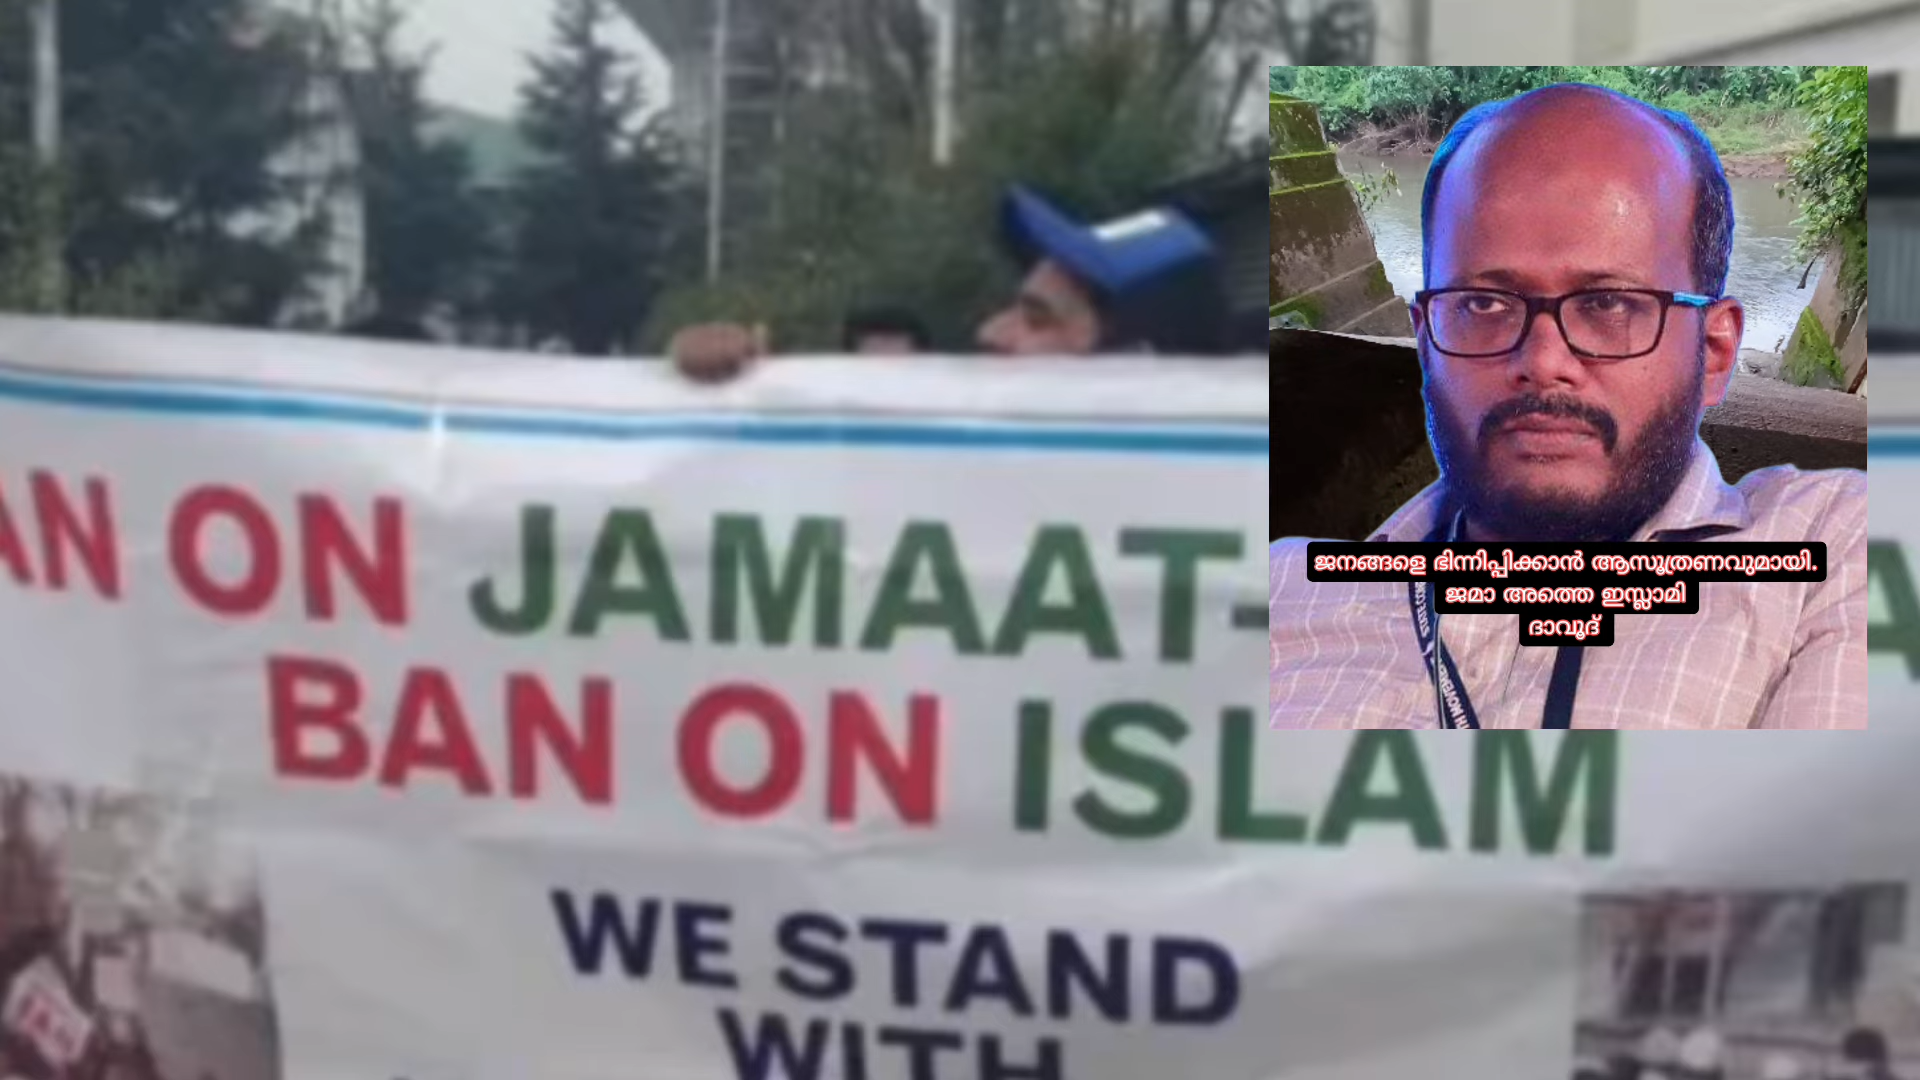 AN ON JAMAAT-
BAN ON ISLAM
WE STAND
WITH
ജനങ്ങളെ ഭിന്നിപ്പിക്കാൻ ആസൂത്രണവുമായി.
ജമാ അത്തെ ഇസ്ലാമി
ദാവൂദ്